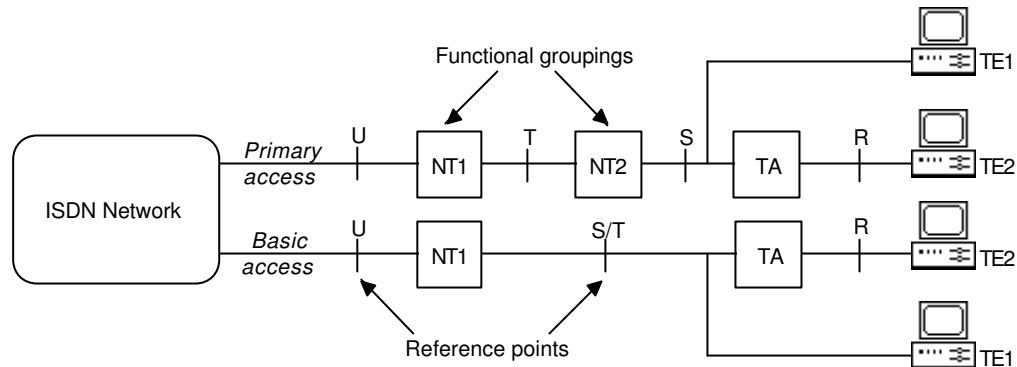 Functional groupings
TE1
ISDN Network
Primary
access
U
NT1
T
NT2
S
TA
R
TE2
Basic
access
U
NT1
S/T
TA
R
TE2
Reference points
TE1